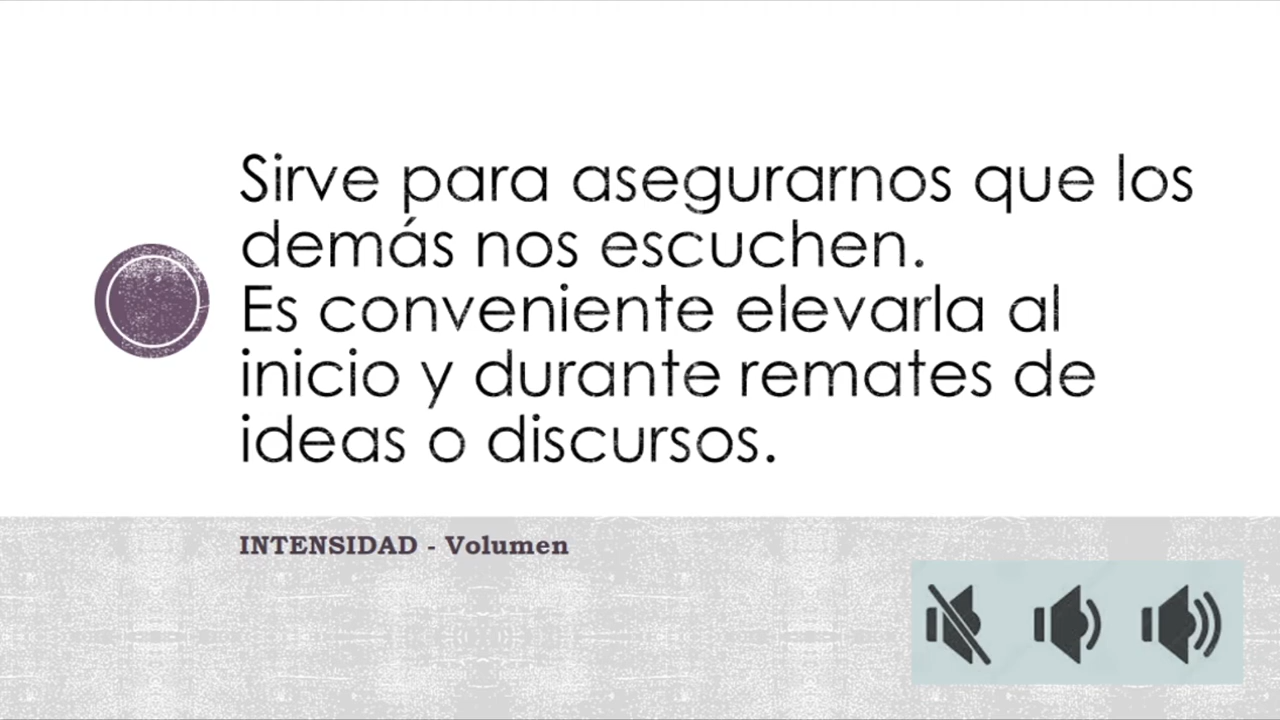 Sirve para asegurarnos que los
demás nos escuchen.
Es conveniente elevarla al
inicio y durante remates de
ideas o discursos.
INTENSIDAD - Volumen